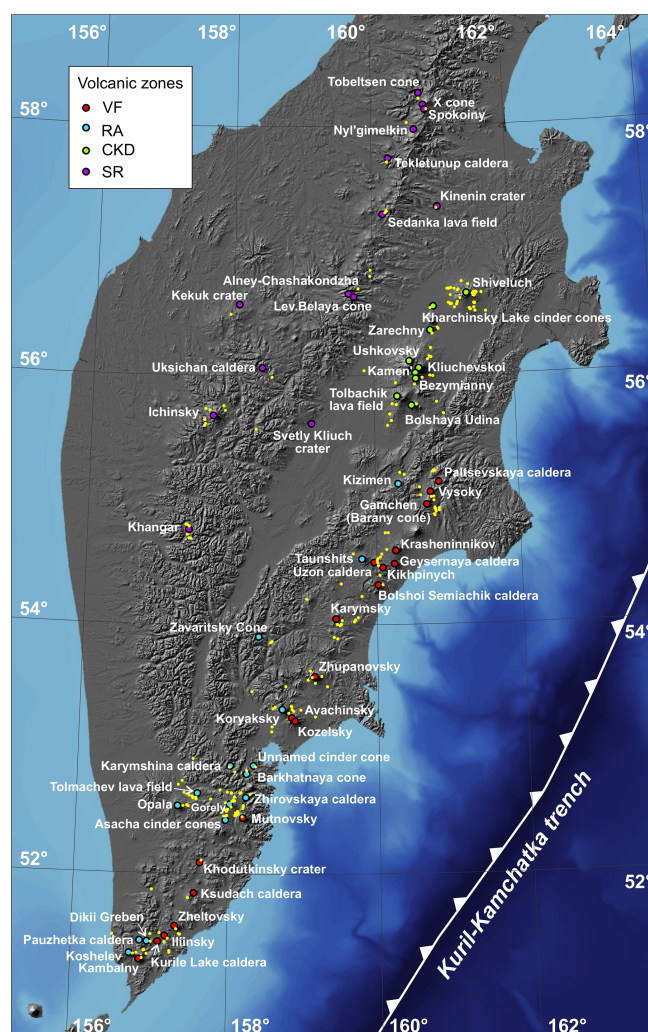 160°
162°
164°
156°
158°
Volcanic zones
VF
RA
CKD
SR
58°
58°
Tobeltsen cone
X cone
Spokoiny
Nyl'gimelkin
Tekletunup caldera
Kinenin crater
Sedanka lava field
Alney-Chashakondzha
Shiveluch
Kekuk crater
Lev.Belaya cone
Kharchinsky Lake cinder cones
Zarechny
Ushkovsky
56°
Uksichan caldera
Kamen
Kliuchevskoi
56°
Bezymianny
Tolbachik
lava field
Ichinsky
Bolshaya Udina
Svetly Kliuch
crater
Paltsevskaya caldera
Kizimen
Vysoky
Gamchen
(Barany cone)
Khangar
Krasheninnikov
Taunshits
Geysernaya caldera
Uzon caldera
Kikhpinych
Bolshoi Semiachik caldera
54°
Karymsky
54°
Zavaritsky Cone
Zhupanovsky
Avachinsky
Koryaksky
Kozelsky
Unnamed cinder cone
Karymshina caldera
Barkhatnaya cone
Tolmachev lava field
Zhirovskaya caldera
Opala
Gorely
Asacha cinder cones
Mutnovsky
Kuril-Kamchatka trench
52°
Khodutkinsky crater
52°
Ksudach caldera
Dikii Greben
Zheltovsky
Pauzhetka caldera
Iliinsky
Koshelev
Kurile Lake caldera
Kambalny
156°
158°
160°
162°